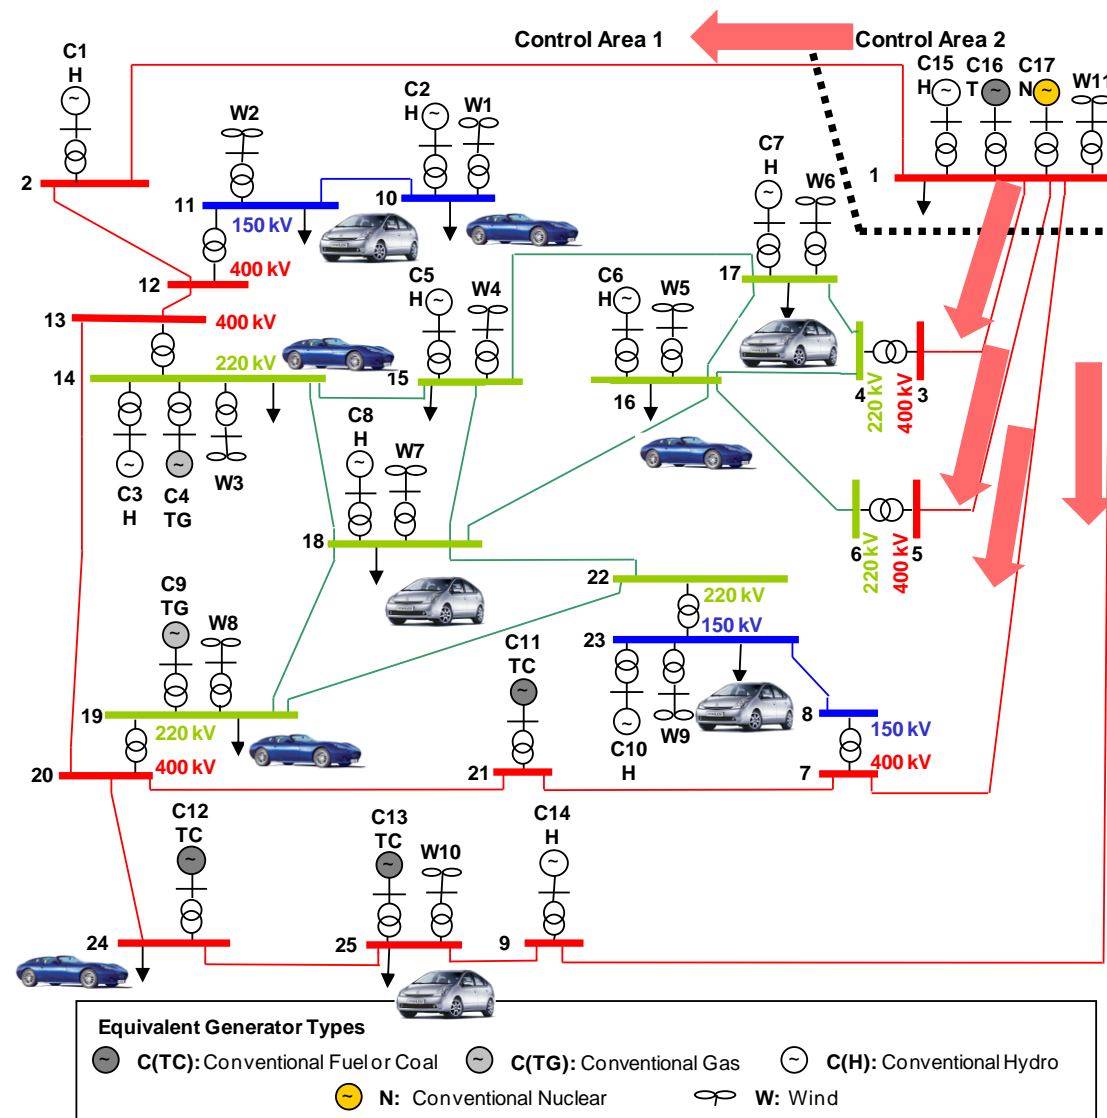 Control Area 1
Control Area 2
C1
H
C15
H
C16
T
C17
N
W11
W2
C2
H
W1
C7
H
W6
2
11
150 kV
10
1
12
400 kV
17
13
400 kV
C5
H
W4
C6
H
W5
14
220 kV
15
16
4
3
220 kV
400 kV
C3
H
C4
TG
W3
C8
H
W7
18
6
5
220 kV
400 kV
22
220 kV
C9
TG
W8
C11
TC
23
150 kV
19
220 kV
C10
H
W9
8
150 kV
20
400 kV
21
7
400 kV
C12
TC
C13
TC
W10
C14
H
24
25
9
Equivalent Generator Types
C(TC): Conventional Fuel or Coal
C(TG): Conventional Gas
C(H): Conventional Hydro
N: Conventional Nuclear
W: Wind